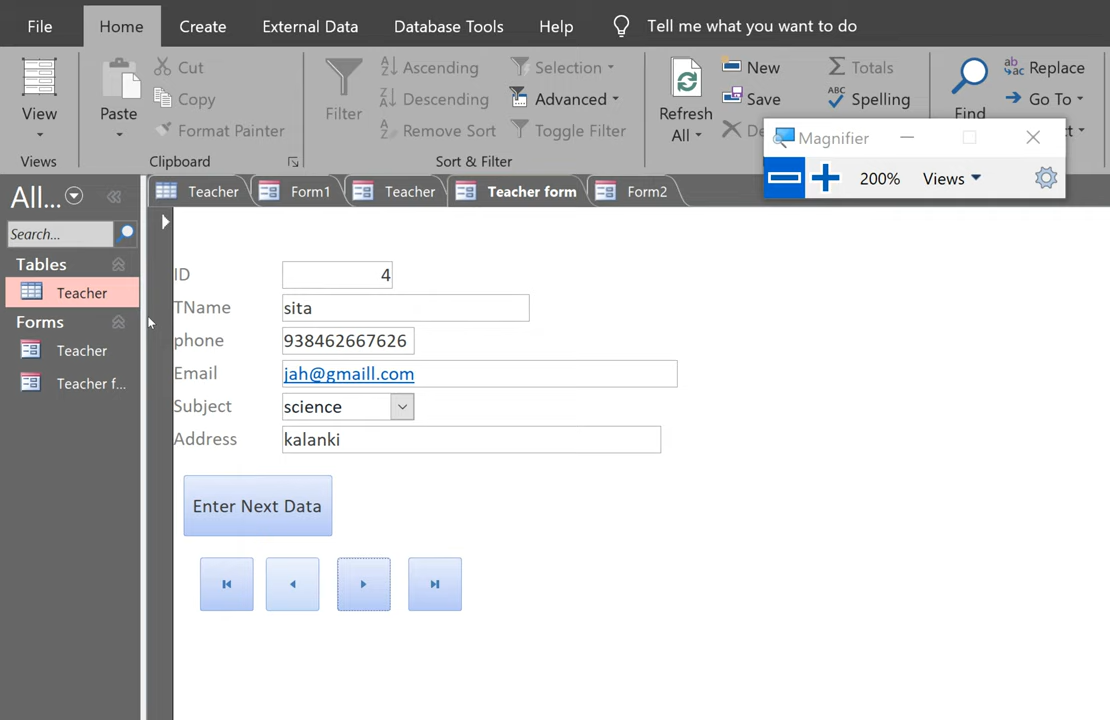 File Home Create External Data Database Tools Help Tell me what you want to do
View
Views
Paste
Cut
Copy
Format Painter
Clipboard
Filter
Ascending
Descending
Remove Sort
Selection
Advanced
Toggle Filter
Sort & Filter
Refresh
All
New
Save
De
Totals
Spelling
Find
Replace
Go To
Magnifier
200% Views
All...
Search...
Tables
Teacher
Forms
Teacher
Teacher f...
Teacher Form1 Teacher Teacher form Form2
ID 4
TName sita
phone 938462667626
Email jah@gmaill.com
Subject science
Address kalanki
Enter Next Data